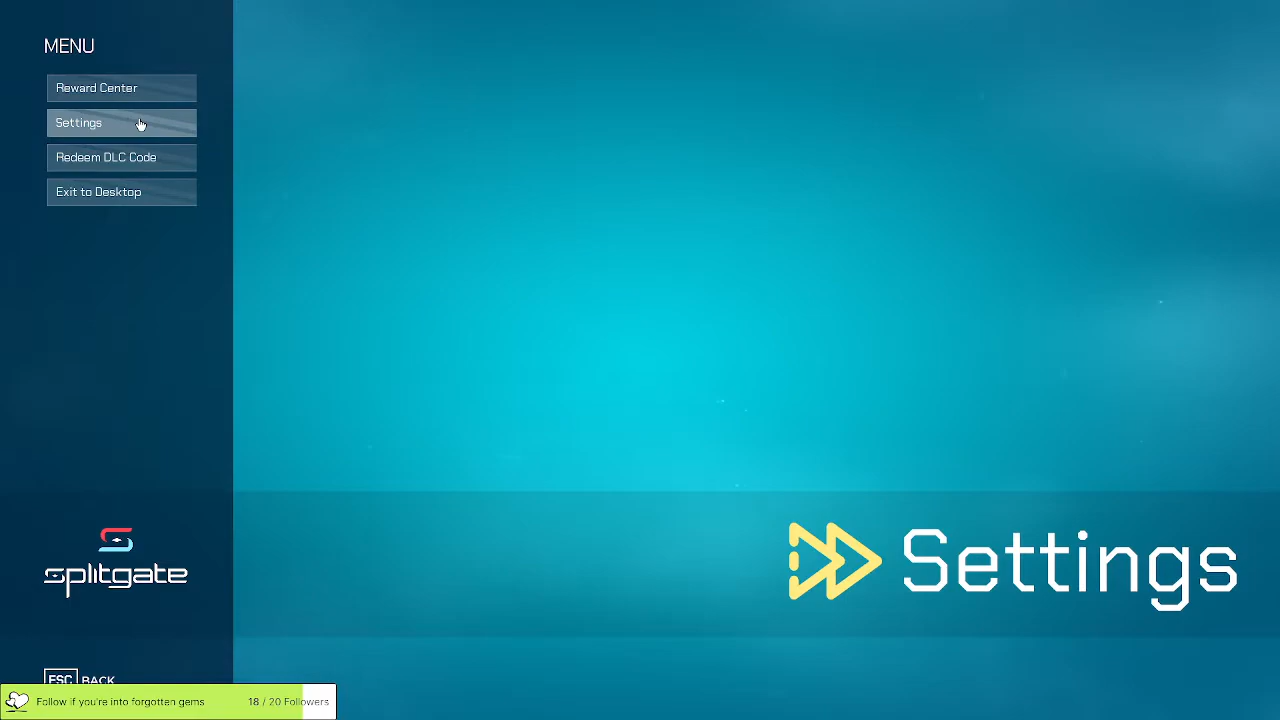 MENU
Reward Center
Settings
Redeem DLC Code
Exit to Desktop
Settings
splitgate
ESC BACK
Follow if you're into forgotten gems 18 / 20 Followers